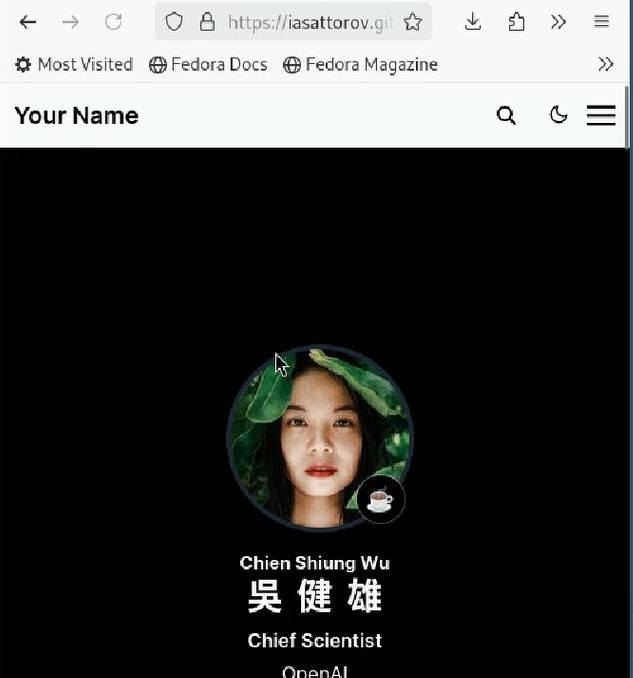 https://iasattorov.git
Most Visited Fedora Docs Fedora Magazine
Your Name
Chien Shiung Wu
吳健雄
Chief Scientist
OpenAI